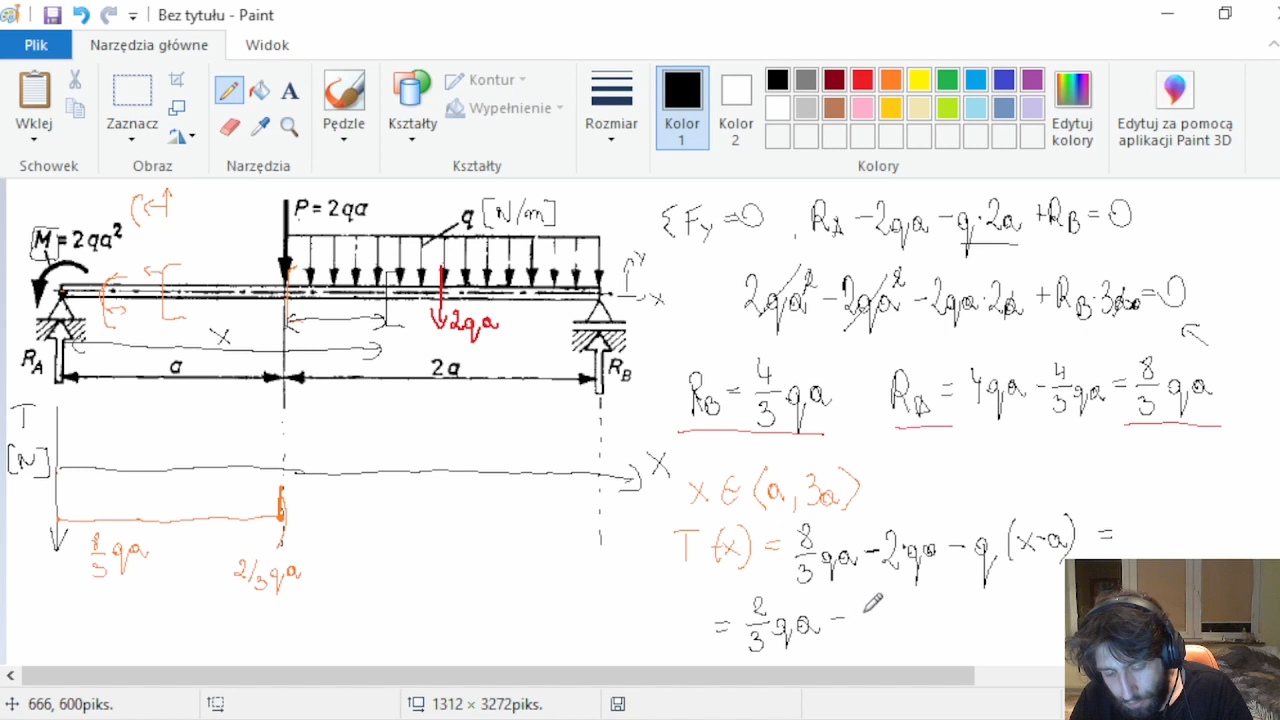 Bez tytułu - Paint
Plik Narzędzia główne Widok
Wklej
Zaznacz
Pędzle
Kształty
Kontur
Wypełnienie
Rozmiar
Kolor 1
Kolor 2
Edytuj kolory
Edytuj za pomocą aplikacji Paint 3D
Schowek Obraz Narzędzia Kształty Kolory
P = 2qa
q [N/m]
M = 2qa²
Y
X
2qa
X
R_A
a
2a
R_B
T
[N]
X
8/3 qa
2/3 qa
ΣFy = 0 R_A - 2qa - q·2a + R_B = 0
2qa² - 2qa² - 2qa·2a + R_B·3a = 0
R_B = 4/3 qa R_A = 4qa - 4/3 qa = 8/3 qa
X ∈ (a, 3a)
T(x) = 8/3 qa - 2·qa - q(x-a) =
= 2/3 qa -
666, 600piks.
1312 × 3272piks.